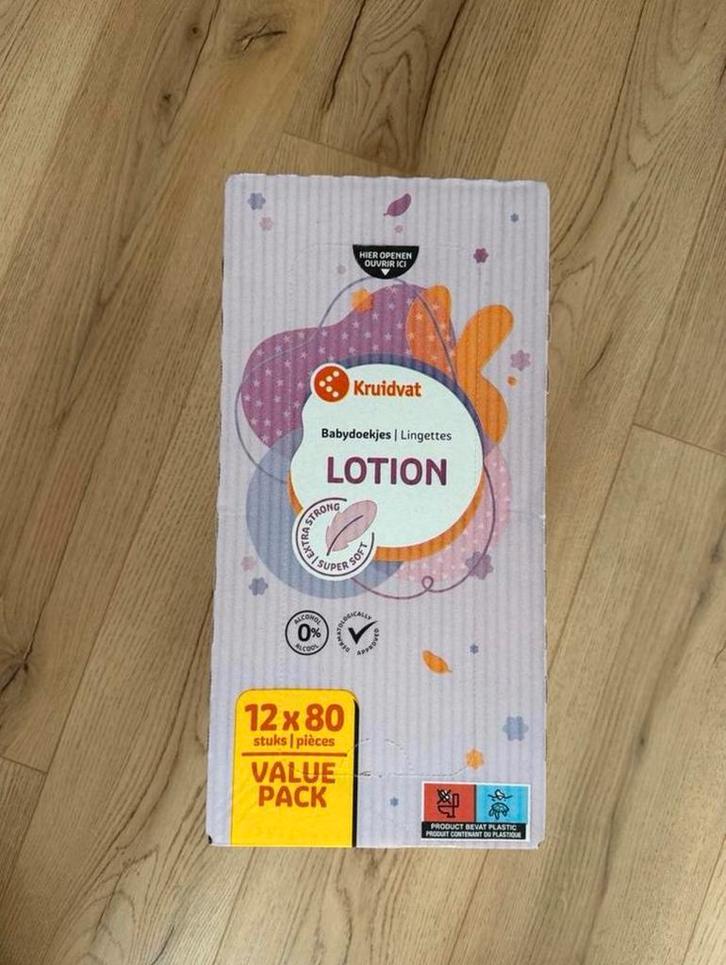 HIER OPENEN
OUVRIR ICI
Kruidvat
Babydoekjes | Lingettes
LOTION
EXTRA STRONG
| SUPER SOFT
ALCOHOL
0%
ALCOOL
DERMATOLOGICALLY
APPROVED
12 x 80
stuks | pièces
VALUE
PACK
PRODUCT BEVAT PLASTIC
PRODUIT CONTENANT DU PLASTIQUE